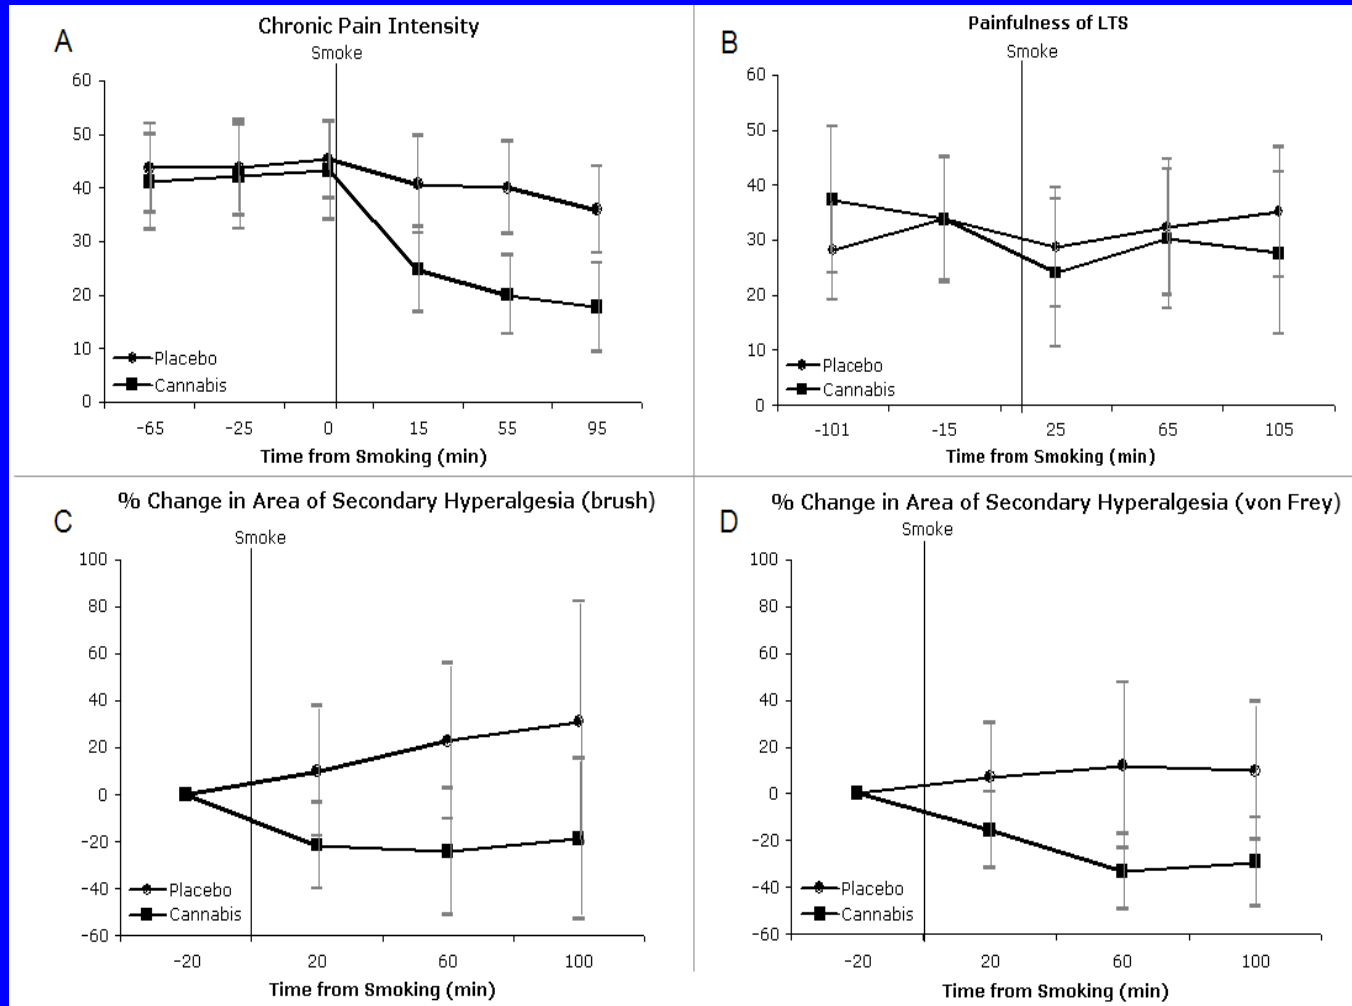 A
Chronic Pain Intensity
Smoke
60
50
40
30
20
10
0
Placebo
Cannabis
-65 -25 0 15 55 95
Time from Smoking (min)
B
Painfulness of LTS
Smoke
60
50
40
30
20
10
0
Placebo
Cannabis
-101 -15 25 65 105
Time from Smoking (min)
C
% Change in Area of Secondary Hyperalgesia (brush)
Smoke
100
80
60
40
20
0
-20
-40
-60
Placebo
Cannabis
-20 20 60 100
Time from Smoking (min)
D
% Change in Area of Secondary Hyperalgesia (von Frey)
Smoke
100
80
60
40
20
0
-20
-40
-60
Placebo
Cannabis
-20 20 60 100
Time from Smoking (min)